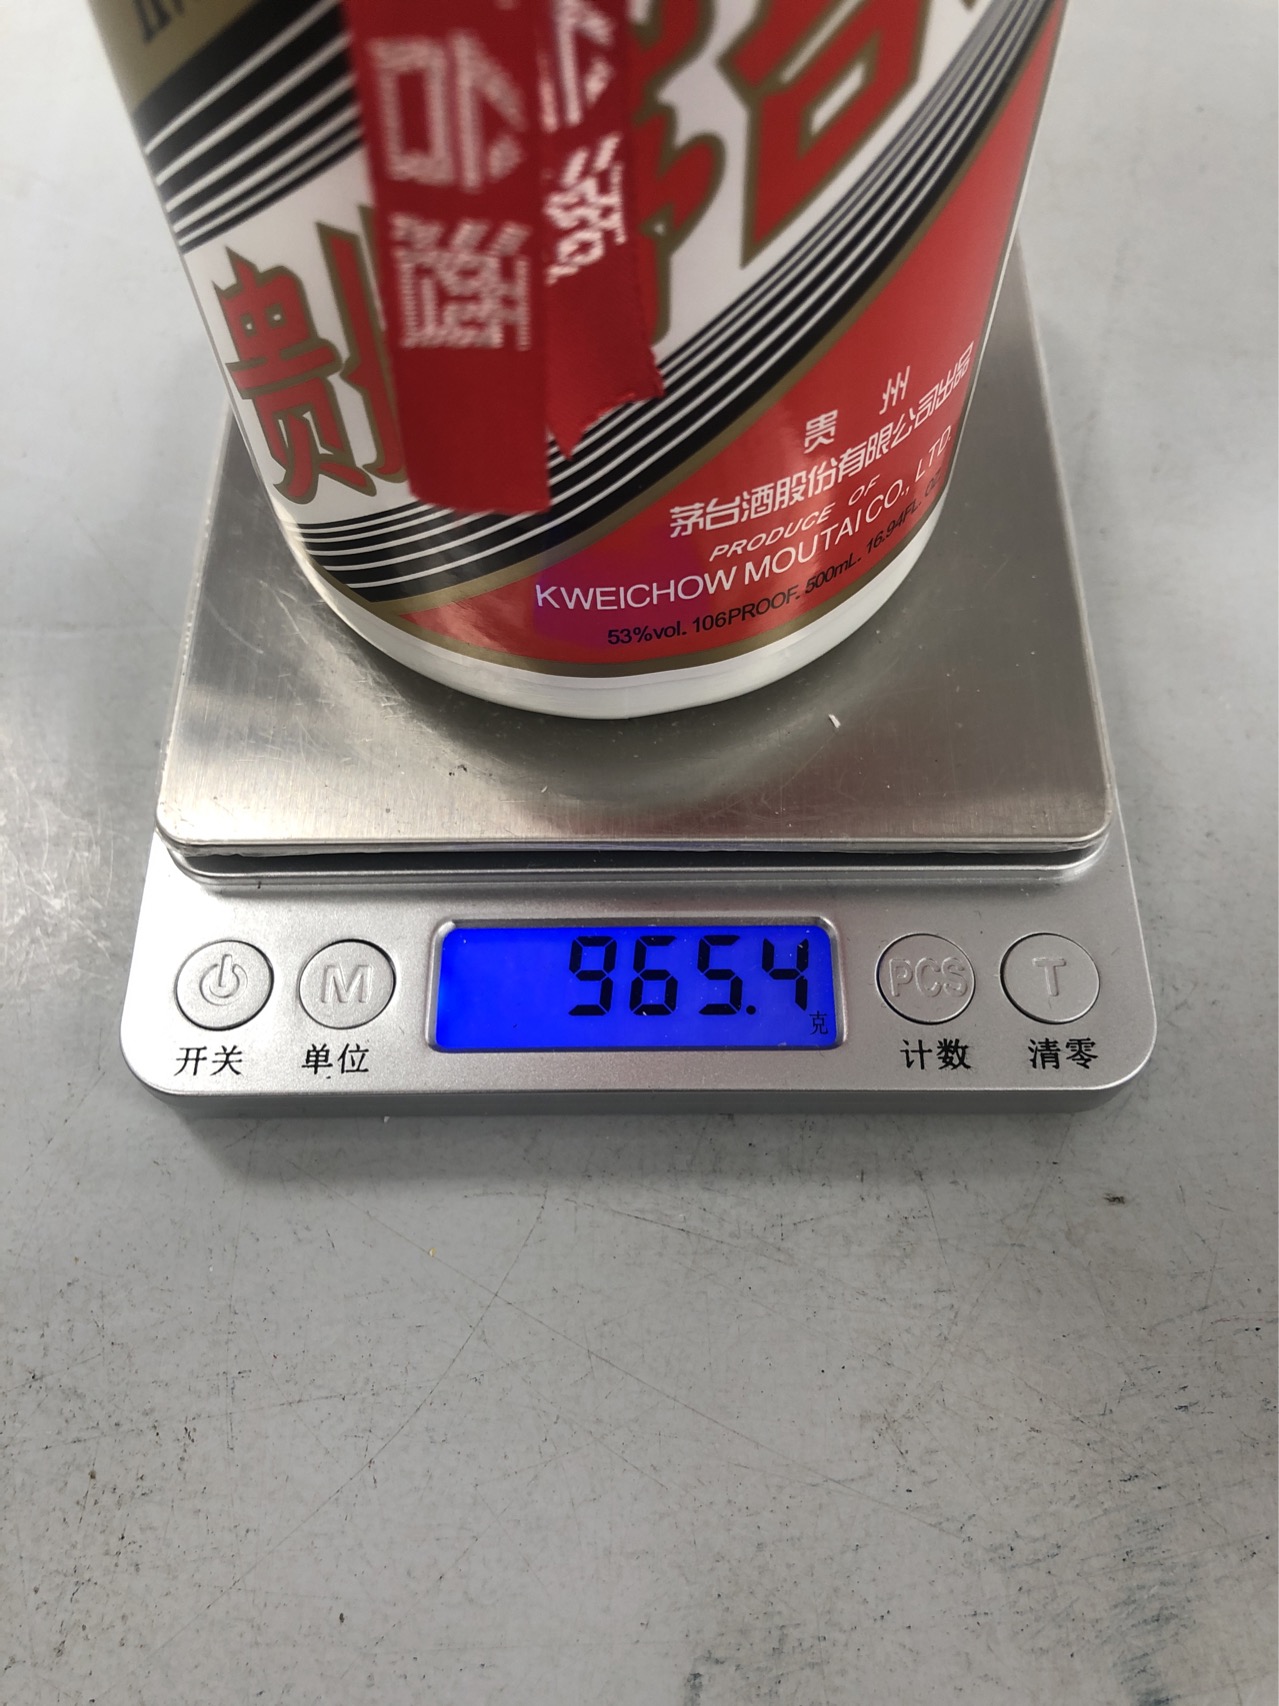 贵州
茅台酒股份有限公司出品
PRODUCE OF
KWEICHOW MOUTAI CO., LTD.
53%vol. 106PROOF. 500mL. 16.94FL. OZ
965.4
克
M
PCS
T
开关
单位
计数
清零